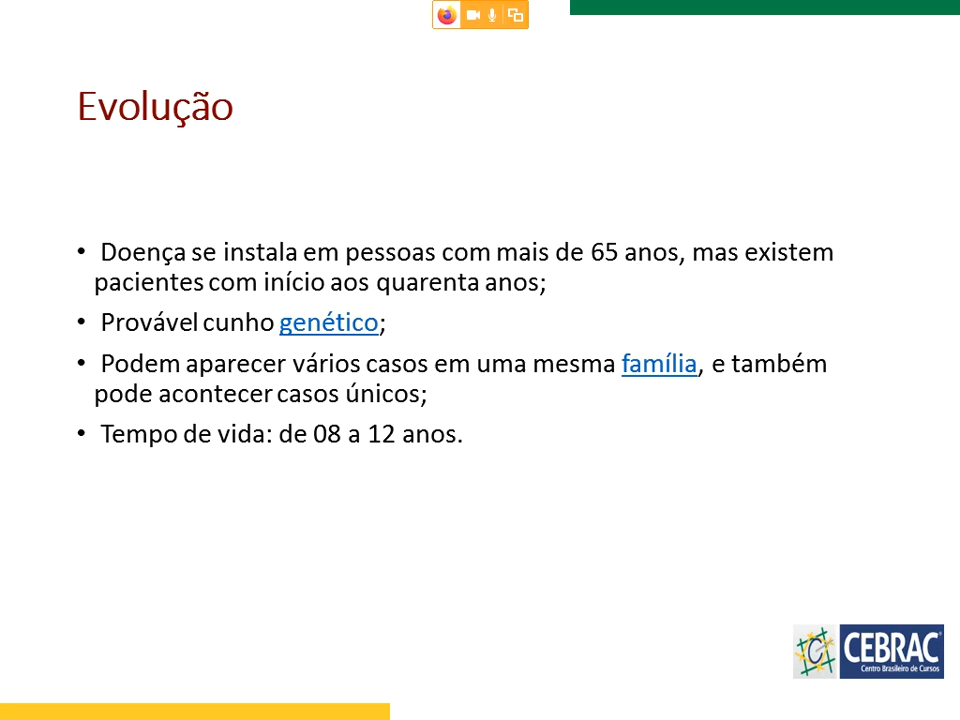 Evolução
• Doença se instala em pessoas com mais de 65 anos, mas existem
pacientes com início aos quarenta anos;
• Provável cunho genético;
• Podem aparecer vários casos em uma mesma família, e também
pode acontecer casos únicos;
• Tempo de vida: de 08 a 12 anos.
CEBRAC
Centro Brasileiro de Cursos